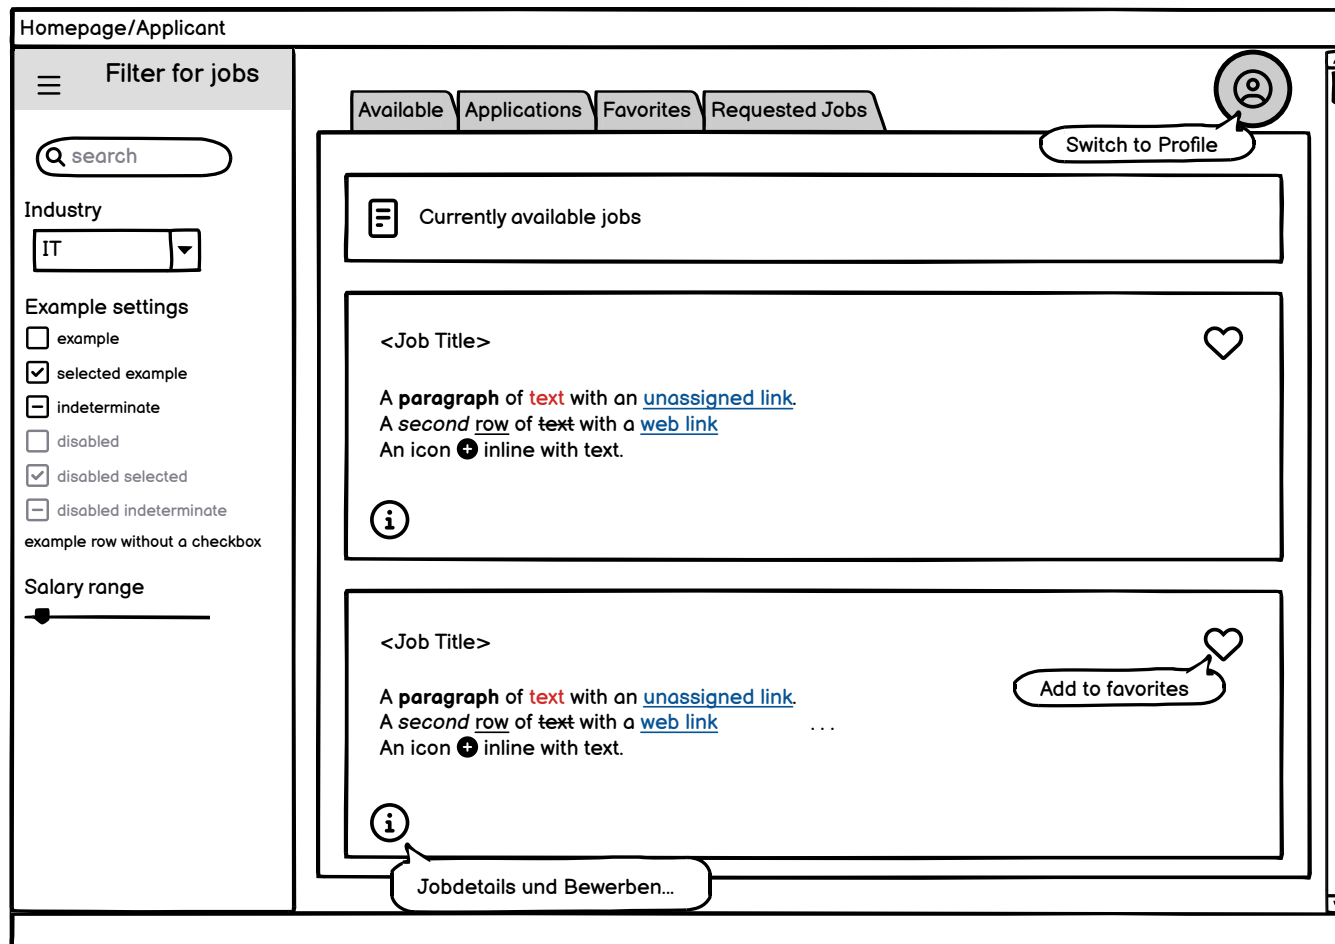 Homepage/Applicant
Filter for jobs
search
Industry
IT
Example settings
example
selected example
indeterminate
disabled
disabled selected
disabled indeterminate
example row without a checkbox
Salary range
Available
Applications
Favorites
Requested Jobs
Switch to Profile
Currently available jobs
<Job Title>
A paragraph of text with an unassigned link.
A second row of text with a web link
An icon inline with text.
<Job Title>
Add to favorites
A paragraph of text with an unassigned link.
A second row of text with a web link
...
An icon inline with text.
Jobdetails und Bewerben...